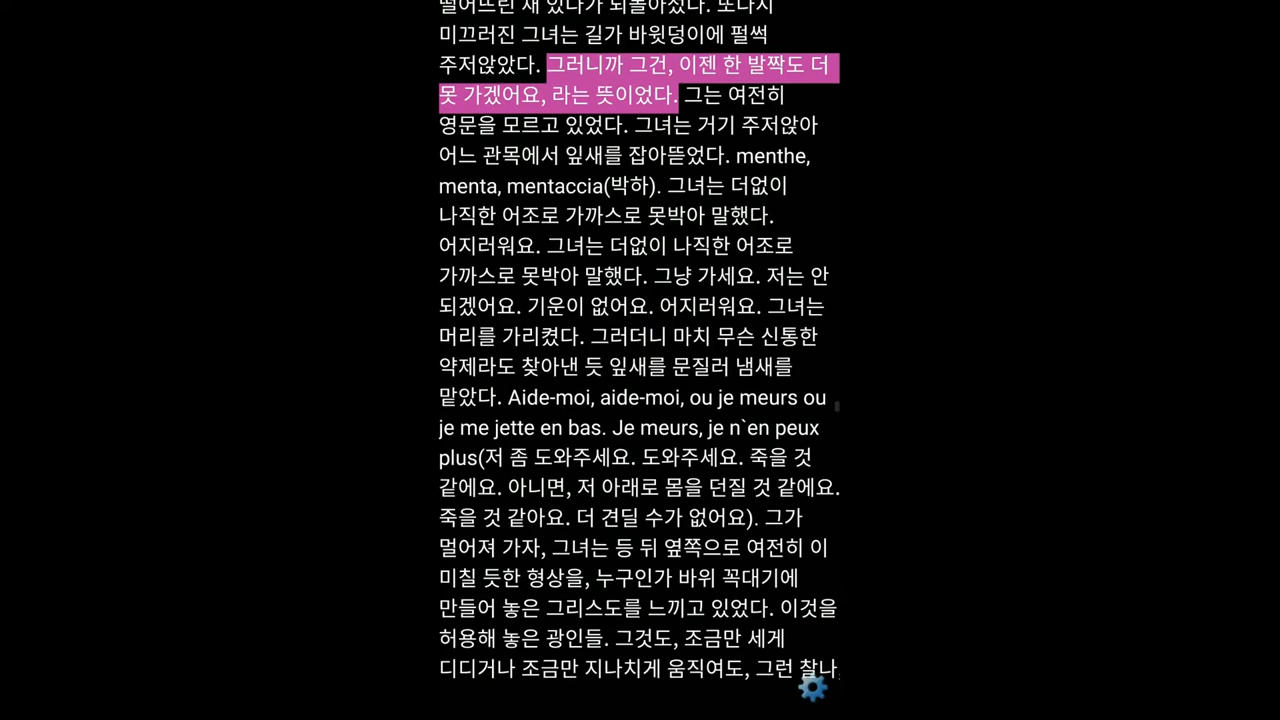 떨어뜨린 채 있다가 되돌아섰다. 또다시
미끄러진 그녀는 길가 바윗덩이에 펄썩
주저앉았다. 그러니까 그건, 이젠 한 발짝도 더
못 가겠어요, 라는 뜻이었다. 그는 여전히
영문을 모르고 있었다. 그녀는 거기 주저앉아
어느 관목에서 잎새를 잡아뜯었다. menthe,
menta, mentaccia(박하). 그녀는 더없이
나직한 어조로 가까스로 못박아 말했다.
어지러워요. 그녀는 더없이 나직한 어조로
가까스로 못박아 말했다. 그냥 가세요. 저는 안
되겠어요. 기운이 없어요. 어지러워요. 그녀는
머리를 가리켰다. 그러더니 마치 무슨 신통한
약제라도 찾아낸 듯 잎새를 문질러 냄새를
맡았다. Aide-moi, aide-moi, ou je meurs ou
je me jette en bas. Je meurs, je n`en peux
plus(저 좀 도와주세요. 도와주세요. 죽을 것
같에요. 아니면, 저 아래로 몸을 던질 것 같에요.
죽을 것 같아요. 더 견딜 수가 없어요). 그가
멀어져 가자, 그녀는 등 뒤 옆쪽으로 여전히 이
미칠 듯한 형상을, 누구인가 바위 꼭대기에
만들어 놓은 그리스도를 느끼고 있었다. 이것을
허용해 놓은 광인들. 그것도, 조금만 세게
디디거나 조금만 지나치게 움직여도, 그런 찰나